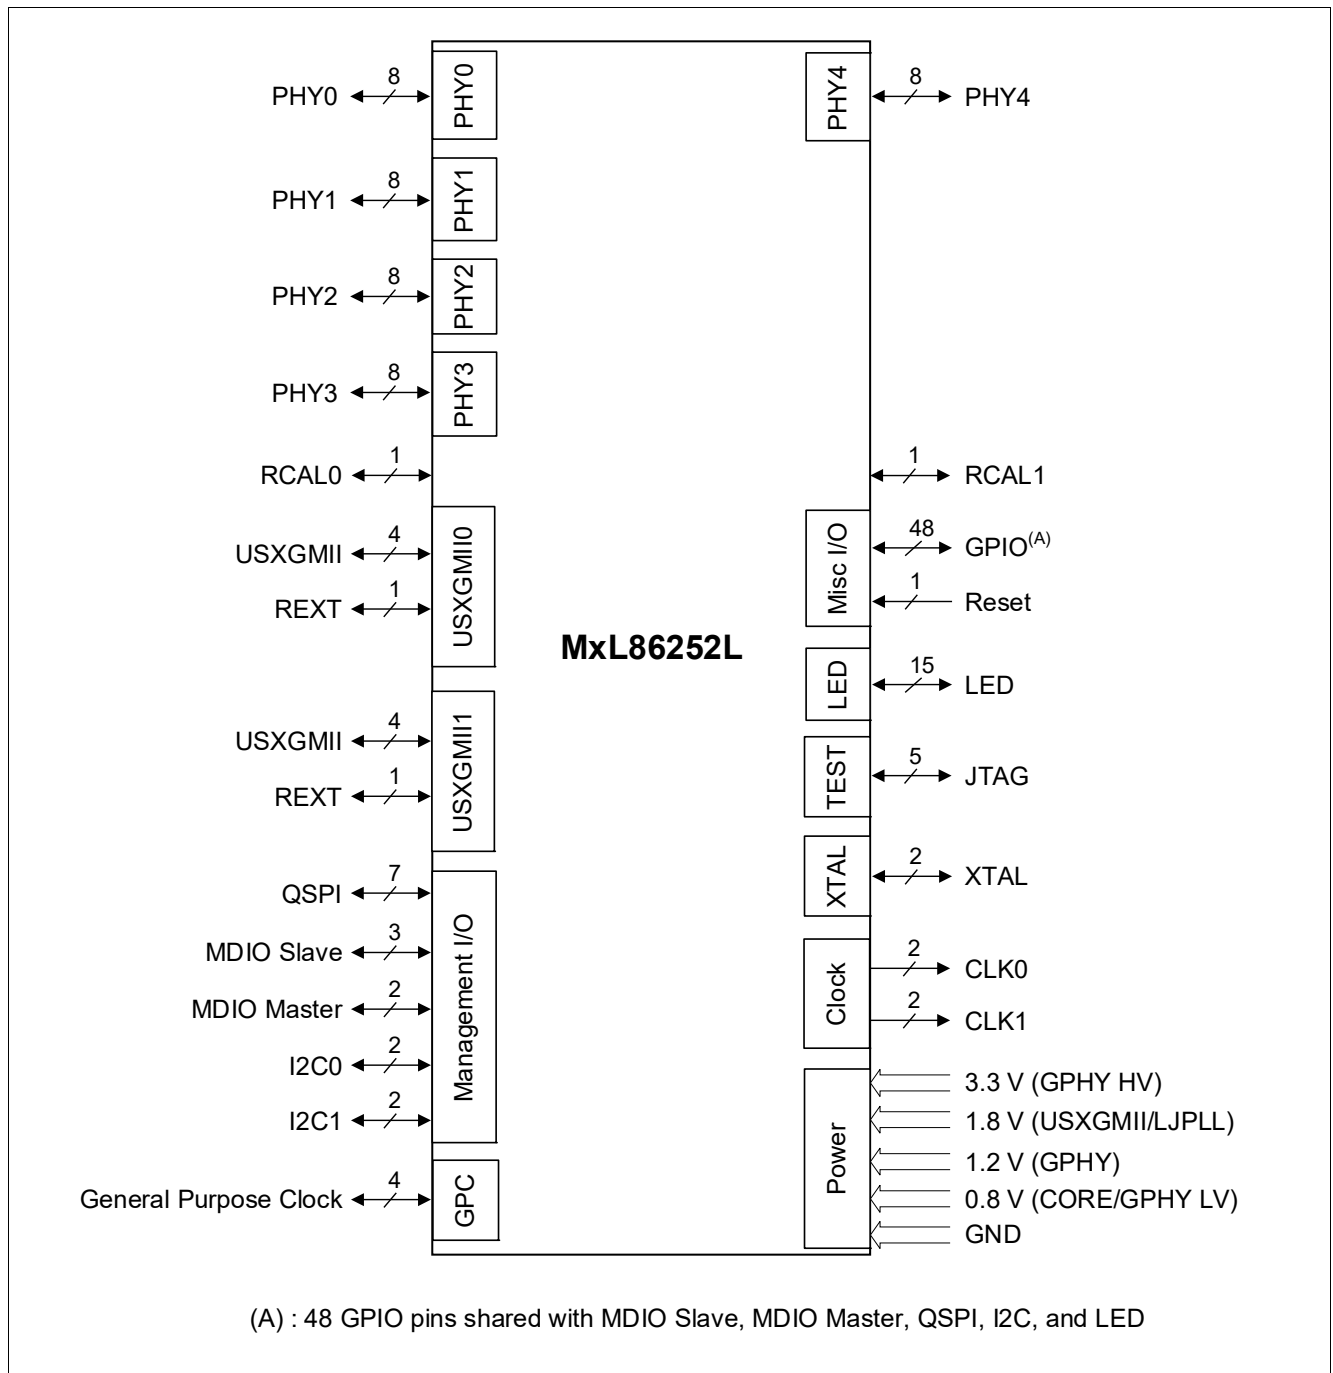 PHY0
8
PHY0
PHY4
8
PHY4
PHY1
8
PHY1
PHY2
8
PHY2
PHY3
8
PHY3
RCAL0
1
1
RCAL1
USXGMII
4
REXT
1
USXGMII0
MxL86252L
Misc I/O
48
GPIO(A)
1
Reset
LED
15
LED
USXGMII
4
REXT
1
USXGMII1
TEST
5
JTAG
XTAL
2
XTAL
QSPI
7
MDIO Slave
3
MDIO Master
2
I2C0
2
I2C1
2
Management I/O
Clock
2
CLK0
2
CLK1
General Purpose Clock
4
GPC
Power
3.3 V (GPHY HV)
1.8 V (USXGMII/LJPLL)
1.2 V (GPHY)
0.8 V (CORE/GPHY LV)
GND
(A) : 48 GPIO pins shared with MDIO Slave, MDIO Master, QSPI, I2C, and LED